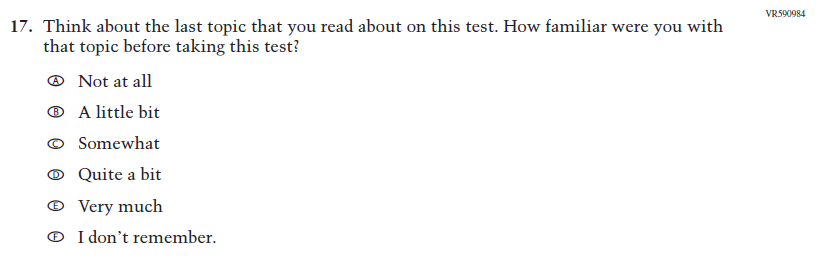 VR590984
17. Think about the last topic that you read about on this test. How familiar were you with
that topic before taking this test?
A Not at all
B A little bit
C Somewhat
D Quite a bit
E Very much
F I don’t remember.